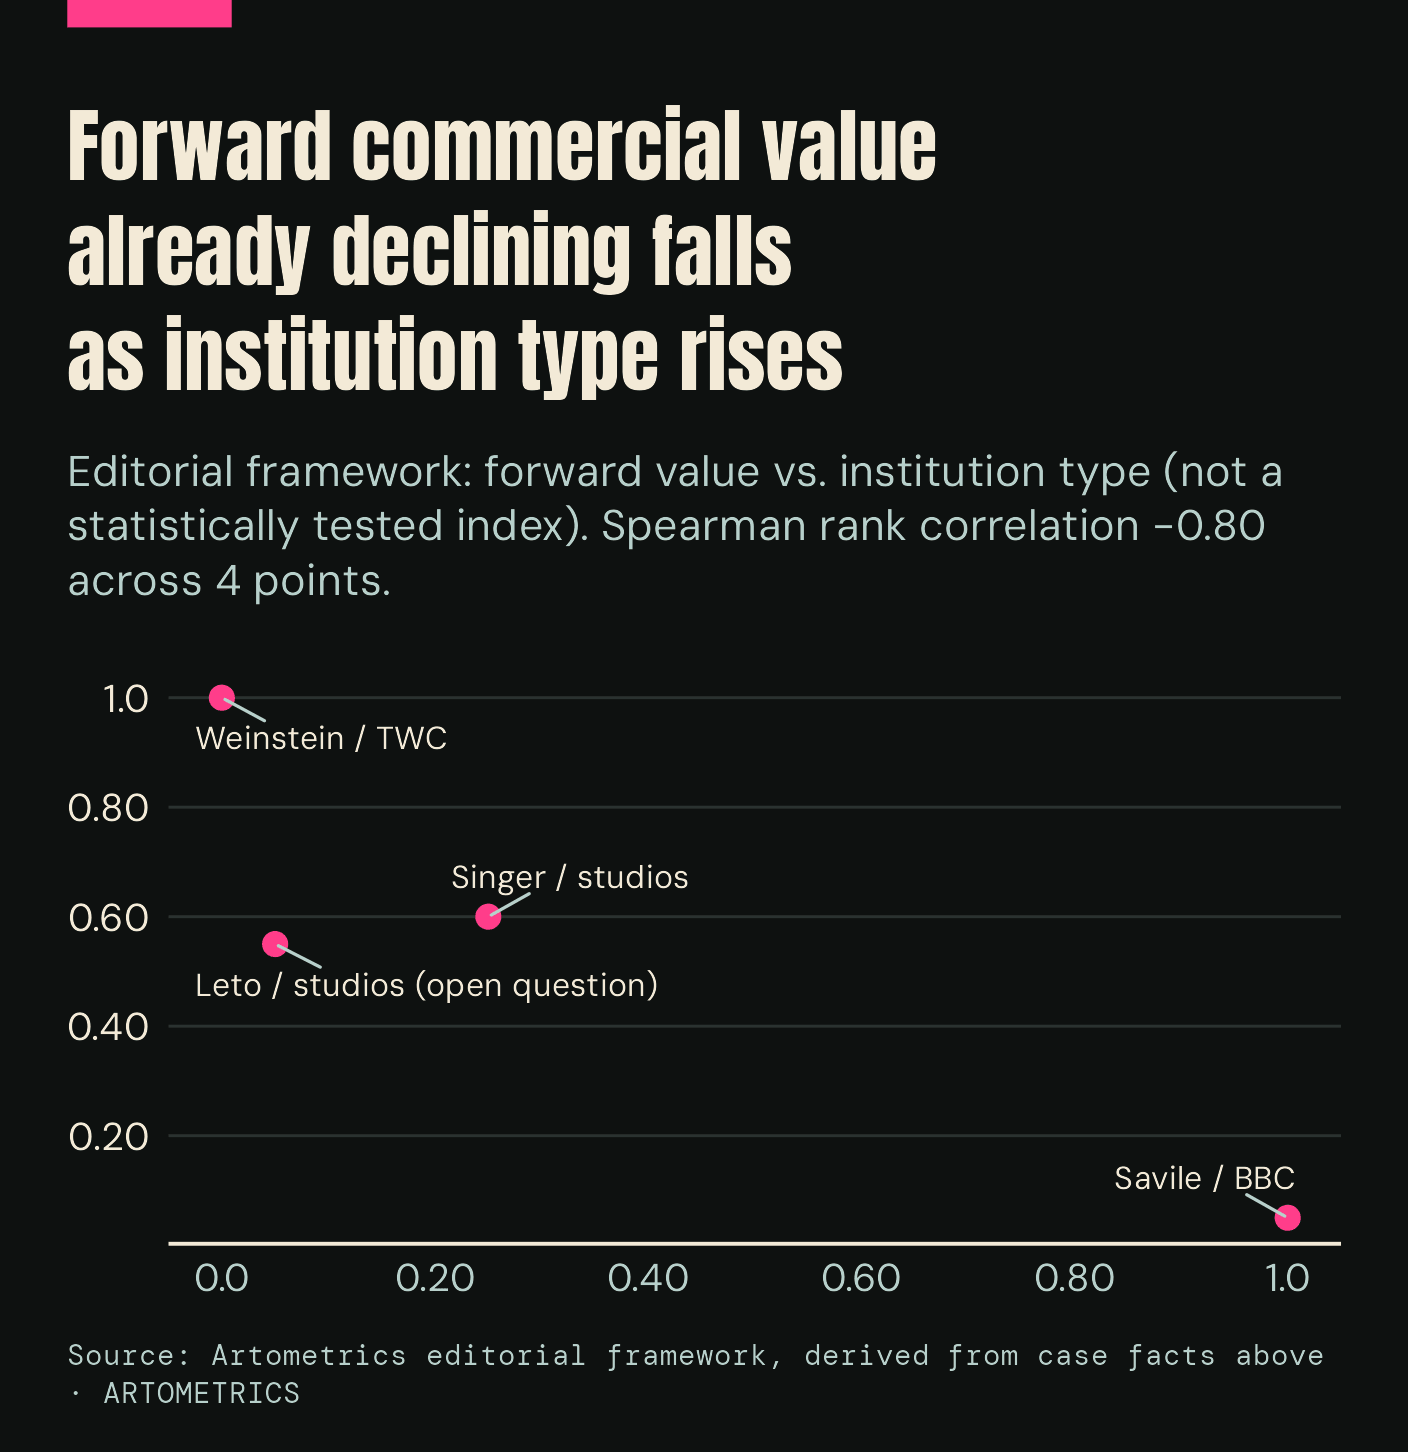 Forward commercial value
already declining falls
as institution type rises
Editorial framework: forward value vs. institution type (not a
statistically tested index). Spearman rank correlation −0.80
across 4 points.
1.0
Weinstein / TWC
0.80
Singer / studios
0.60
Leto / studios (open question)
0.40
0.20
Savile / BBC
0.0 0.20 0.40 0.60 0.80 1.0
Source: Artometrics editorial framework, derived from case facts above
· ARTOMETRICS